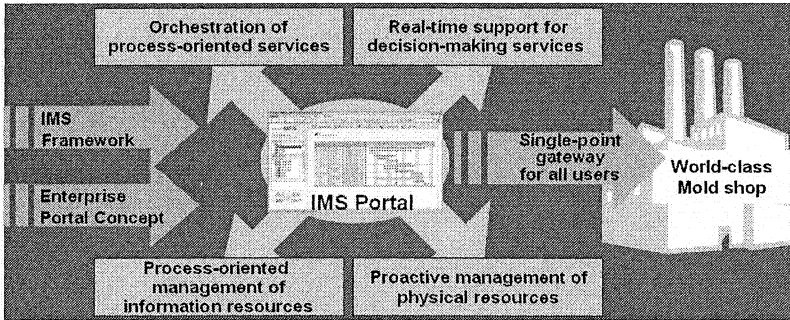 Orchestration of
process-oriented services
Real-time support for
decision-making services
IMS
Framework
Enterprise
Portal Concept
IMS Portal
Single-point
gateway
for all users
World-class
Mold shop
Process-oriented
management of
information resources
Proactive management of
physical resources